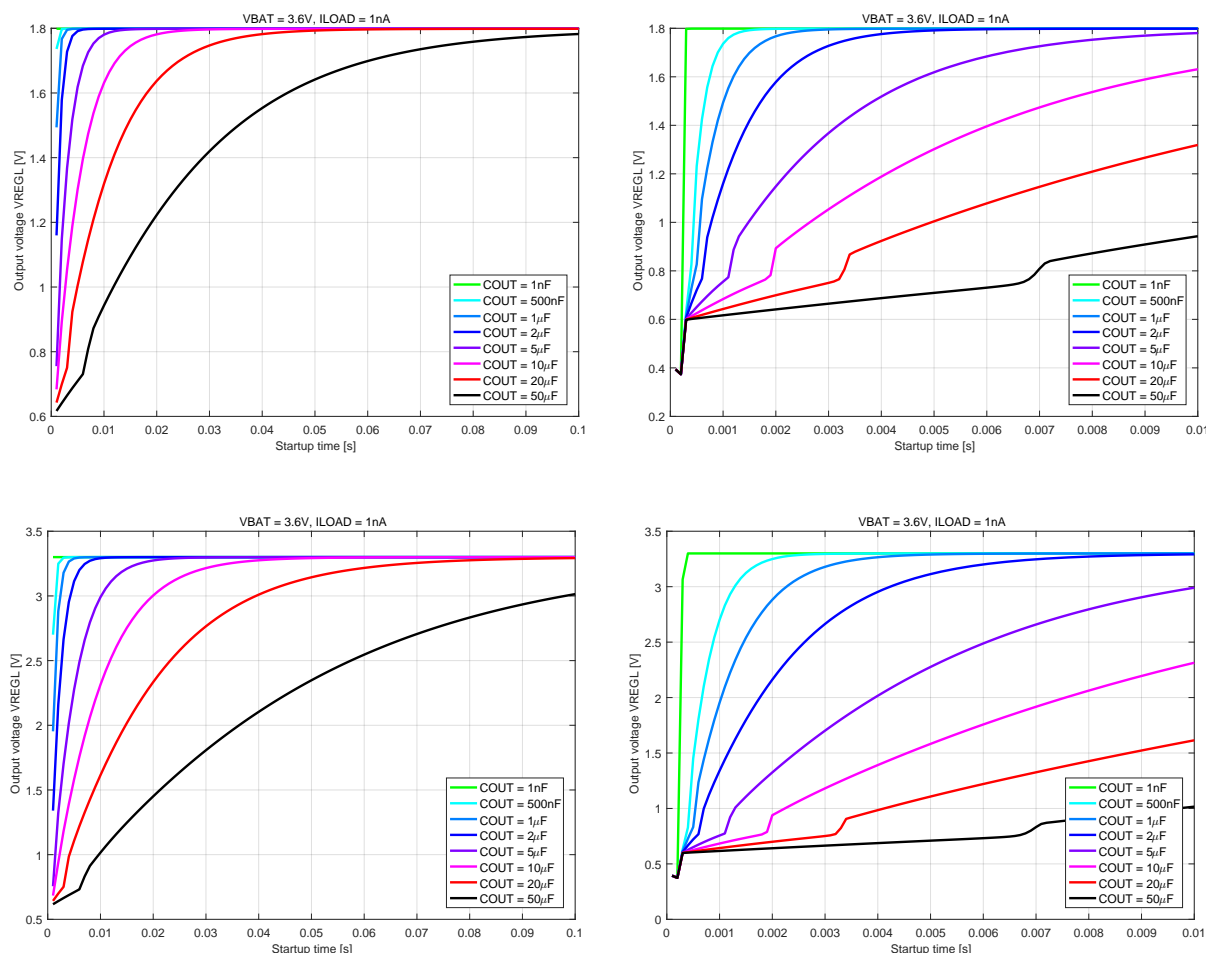 VBAT = 3.6V, ILOAD = 1nA
1.8
1.6
1.4
1.2
1
0.8
0.6
Output voltage VREGL [V]
COUT = 1nF
COUT = 500nF
COUT = 1μF
COUT = 2μF
COUT = 5μF
COUT = 10μF
COUT = 20μF
COUT = 50μF
0 0.01 0.02 0.03 0.04 0.05 0.06 0.07 0.08 0.09 0.1
Startup time [s]
VBAT = 3.6V, ILOAD = 1nA
1.8
1.6
1.4
1.2
1
0.8
0.6
0.4
0.2
Output voltage VREGL [V]
COUT = 1nF
COUT = 500nF
COUT = 1μF
COUT = 2μF
COUT = 5μF
COUT = 10μF
COUT = 20μF
COUT = 50μF
0 0.001 0.002 0.003 0.004 0.005 0.006 0.007 0.008 0.009 0.01
Startup time [s]
VBAT = 3.6V, ILOAD = 1nA
3.5
3
2.5
2
1.5
1
0.5
Output voltage VREGL [V]
COUT = 1nF
COUT = 500nF
COUT = 1μF
COUT = 2μF
COUT = 5μF
COUT = 10μF
COUT = 20μF
COUT = 50μF
0 0.01 0.02 0.03 0.04 0.05 0.06 0.07 0.08 0.09 0.1
Startup time [s]
VBAT = 3.6V, ILOAD = 1nA
3.5
3
2.5
2
1.5
1
0.5
0
Output voltage VREGL [V]
COUT = 1nF
COUT = 500nF
COUT = 1μF
COUT = 2μF
COUT = 5μF
COUT = 10μF
COUT = 20μF
COUT = 50μF
0 0.001 0.002 0.003 0.004 0.005 0.006 0.007 0.008 0.009 0.01
Startup time [s]